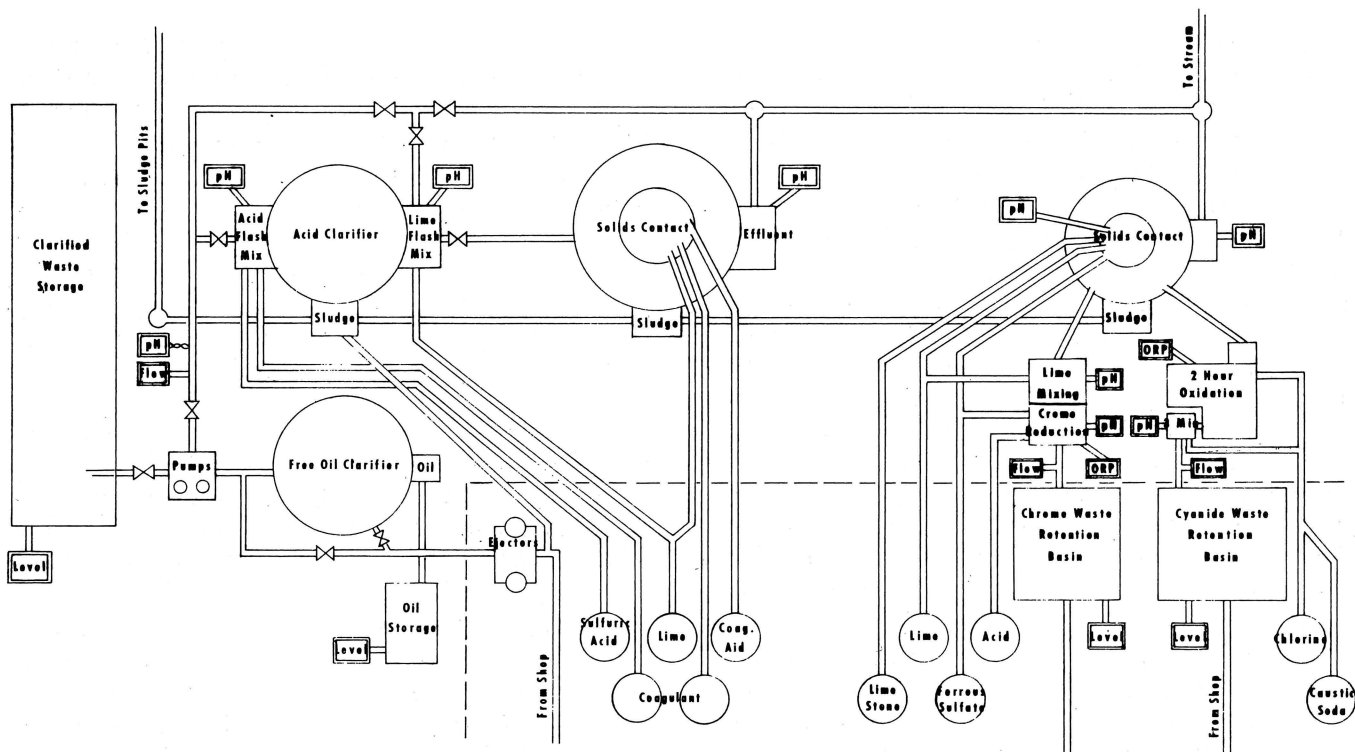 To Stream
To Sludge Pits
pH
pH
pH
pH
pH
Acid
Flash
Mix
Acid Clarifier
Lime
Flash
Mix
Solids Contact
Effluent
Solids Contact
Clarified
Waste
Storage
Sludge
Sludge
Sludge
pH
Flow
ORP
Lime
Mixing
pH
2 Hour
Oxidation
Crome
Reduction
pH
pH
Free Oil Clarifier
Oil
Pumps
Flow
ORP
Flow
Chrome Waste
Retention
Basin
Cyanide Waste
Retention
Basin
Ejectors
Level
Oil
Storage
Level
Sulfuric
Acid
Lime
Coag.
Aid
Lime
Acid
Level
Level
Chlorine
From Shop
Coagulant
Lime
Stone
Ferrous
Sulfate
From Shop
Caustic
Soda